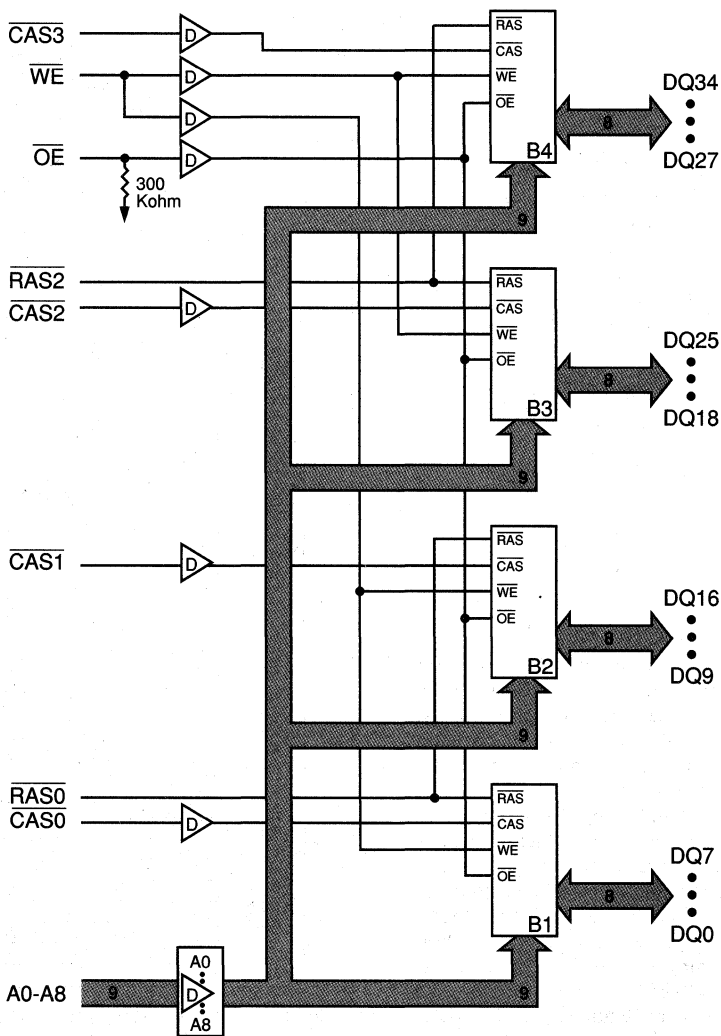 CAS3
D
RAS
CAS
WE
D
WE
DQ34
D
OE
8
OE
D
B4
DQ27
300
Kohm
9
RAS2
RAS
CAS2
D
CAS
WE
DQ25
OE
8
B3
DQ18
9
RAS
CAS1
D
CAS
WE
DQ16
OE
8
B2
DQ9
9
RAS0
RAS
CAS0
D
CAS
WE
DQ7
OE
8
B1
DQ0
A0
A0-A8
9
D
9
A8